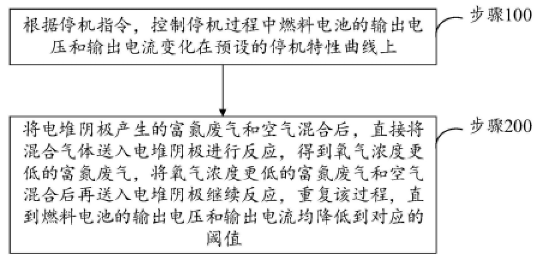 根据停机指令，控制停机过程中燃料电池的输出电
压和输出电流变化在预设的停机特性曲线上
步骤100
将电堆阴极产生的富氮废气和空气混合后，直接将
混合气体送入电堆阴极进行反应，得到氧气浓度更
低的富氮废气，将氧气浓度更低的富氮废气和空气
混合后再送入电堆阴极继续反应，重复该过程，直
到燃料电池的输出电压和输出电流均降低到对应的
阈值
步骤200